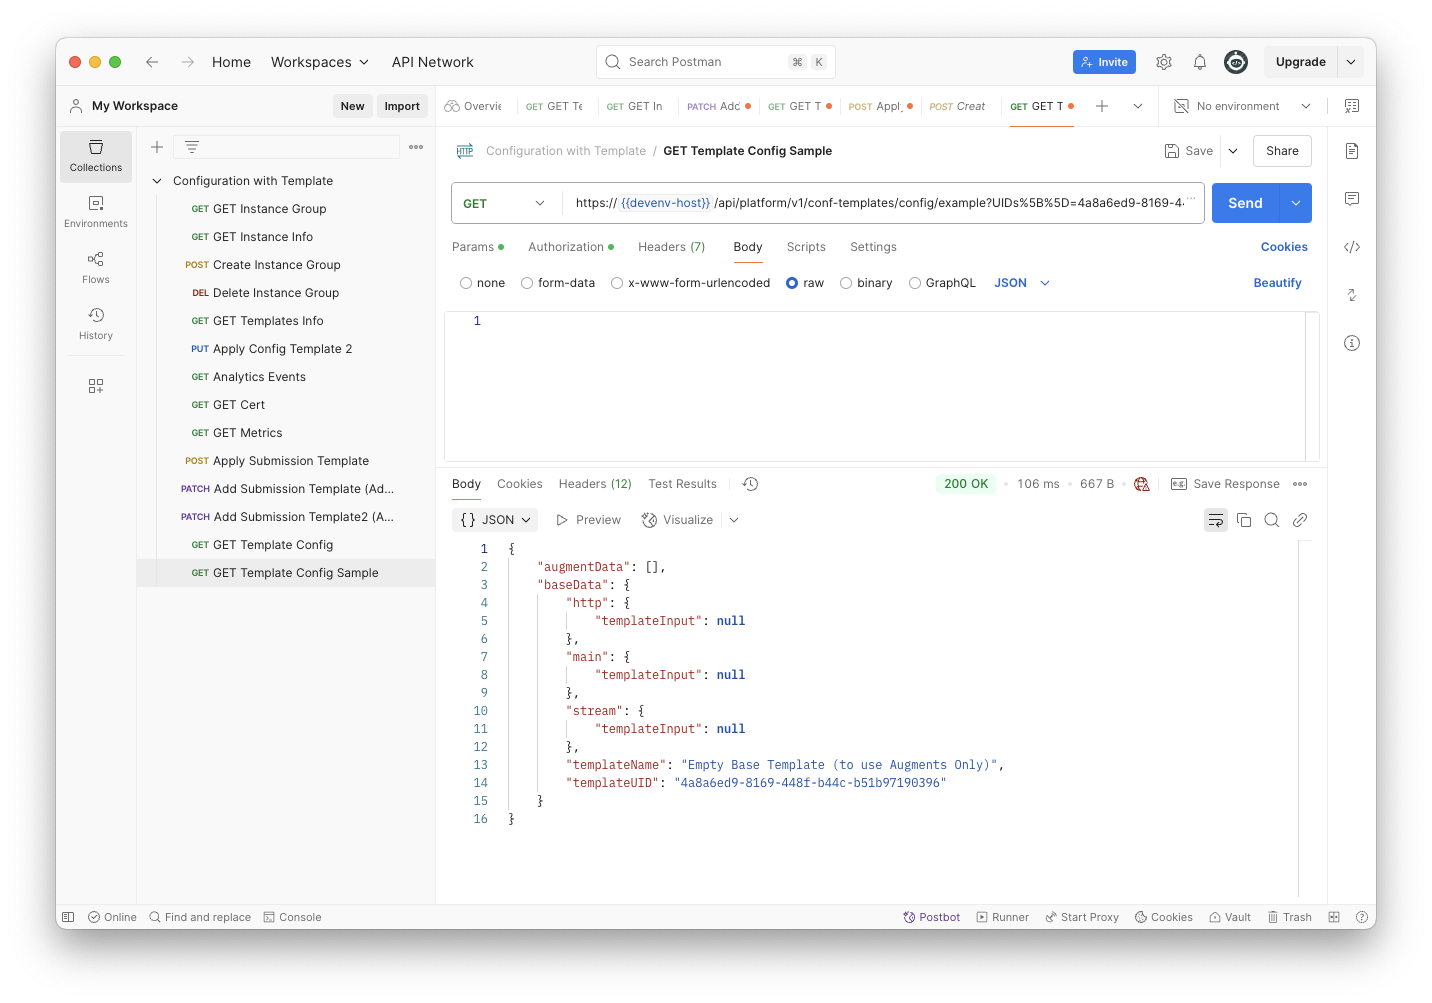 Home
Workspaces
API Network
Search Postman
⌘ K
Invite
Upgrade
My Workspace
New
Import
Overvie
GET GET Te
GET GET In
PATCH Add
GET GET T
POST Apply
POST Creat
GET GET T
No environment
Collections
Environments
Flows
History
Configuration with Template
GET GET Instance Group
GET GET Instance Info
POST Create Instance Group
DEL Delete Instance Group
GET GET Templates Info
PUT Apply Config Template 2
GET Analytics Events
GET GET Cert
GET GET Metrics
POST Apply Submission Template
PATCH Add Submission Template (Ad...
PATCH Add Submission Template2 (A...
GET GET Template Config
GET GET Template Config Sample
HTTP Configuration with Template / GET Template Config Sample
Save
Share
GET
https://{{devenv-host}}/api/platform/v1/conf-templates/config/example?UIDs%5B%5D=4a8a6ed9-8169-4...
Send
Params
Authorization
Headers (7)
Body
Scripts
Settings
Cookies
none
form-data
x-www-form-urlencoded
raw
binary
GraphQL
JSON
Beautify
1
Body
Cookies
Headers (12)
Test Results
200 OK
106 ms
667 B
e.g. Save Response
{} JSON
Preview
Visualize
1 {
2 "augmentData": [],
3 "baseData": {
4 "http": {
5 "templateInput": null
6 },
7 "main": {
8 "templateInput": null
9 },
10 "stream": {
11 "templateInput": null
12 },
13 "templateName": "Empty Base Template (to use Augments Only)",
14 "templateUID": "4a8a6ed9-8169-448f-b44c-b51b97190396"
15 }
16 }
Online
Find and replace
Console
Postbot
Runner
Start Proxy
Cookies
Vault
Trash